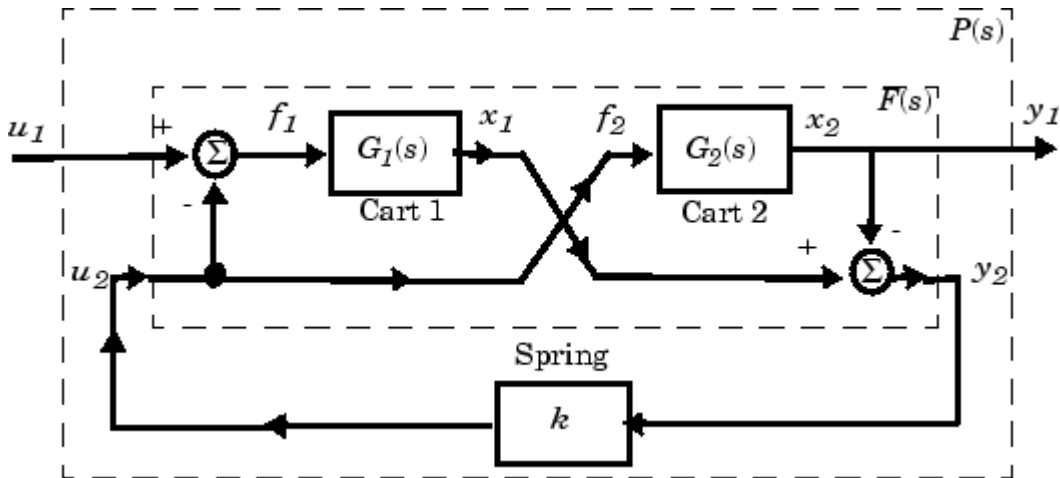 P(s)
F(s)
u1
+
Σ
f1
G1(s)
x1
f2
G2(s)
x2
y1
-
Cart 1
Cart 2
-
+
Σ
u2
y2
Spring
k